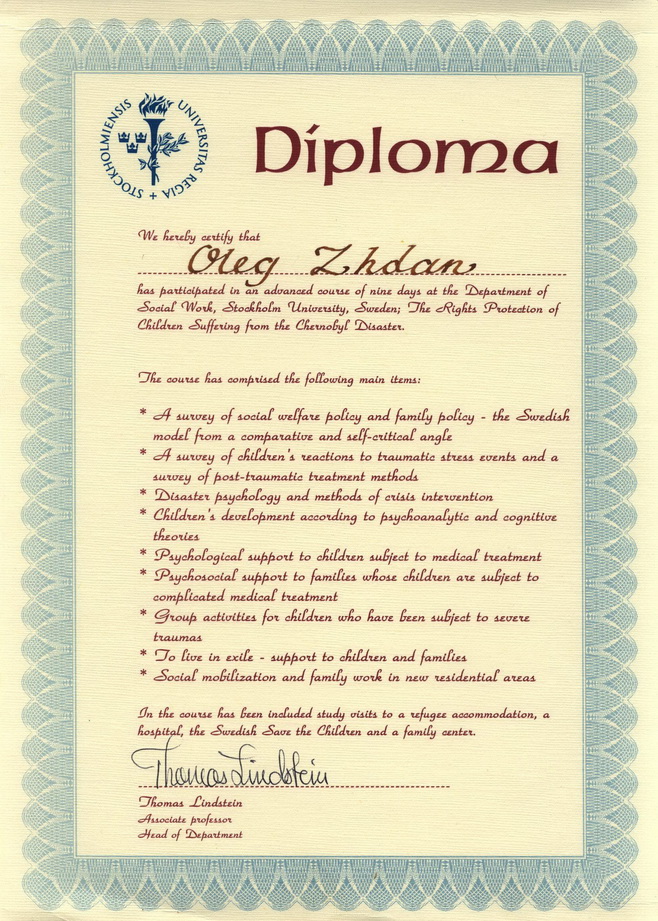 STOCKHOLMIENSIS + UNIVERSITAS REGIA
Diploma
We hereby certify that
Oleg Zhdan
has participated in an advanced course of nine days at the Department of
Social Work, Stockholm University, Sweden; The Rights Protection of
Children Suffering from the Chernobyl Disaster.
The course has comprised the following main items:
* A survey of social welfare policy and family policy - the Swedish
model from a comparative and self-critical angle
* A survey of children's reactions to traumatic stress events and a
survey of post-traumatic treatment methods
* Disaster psychology and methods of crisis intervention
* Children's development according to psychoanalytic and cognitive
theories
* Psychological support to children subject to medical treatment
* Psychosocial support to families whose children are subject to
complicated medical treatment
* Group activities for children who have been subject to severe
traumas
* To live in exile - support to children and families
* Social mobilization and family work in new residential areas
In the course has been included study visits to a refugee accommodation, a
hospital, the Swedish Save the Children and a family center.
Thomas Lindstein
Thomas Lindstein
Associate professor
Head of Department